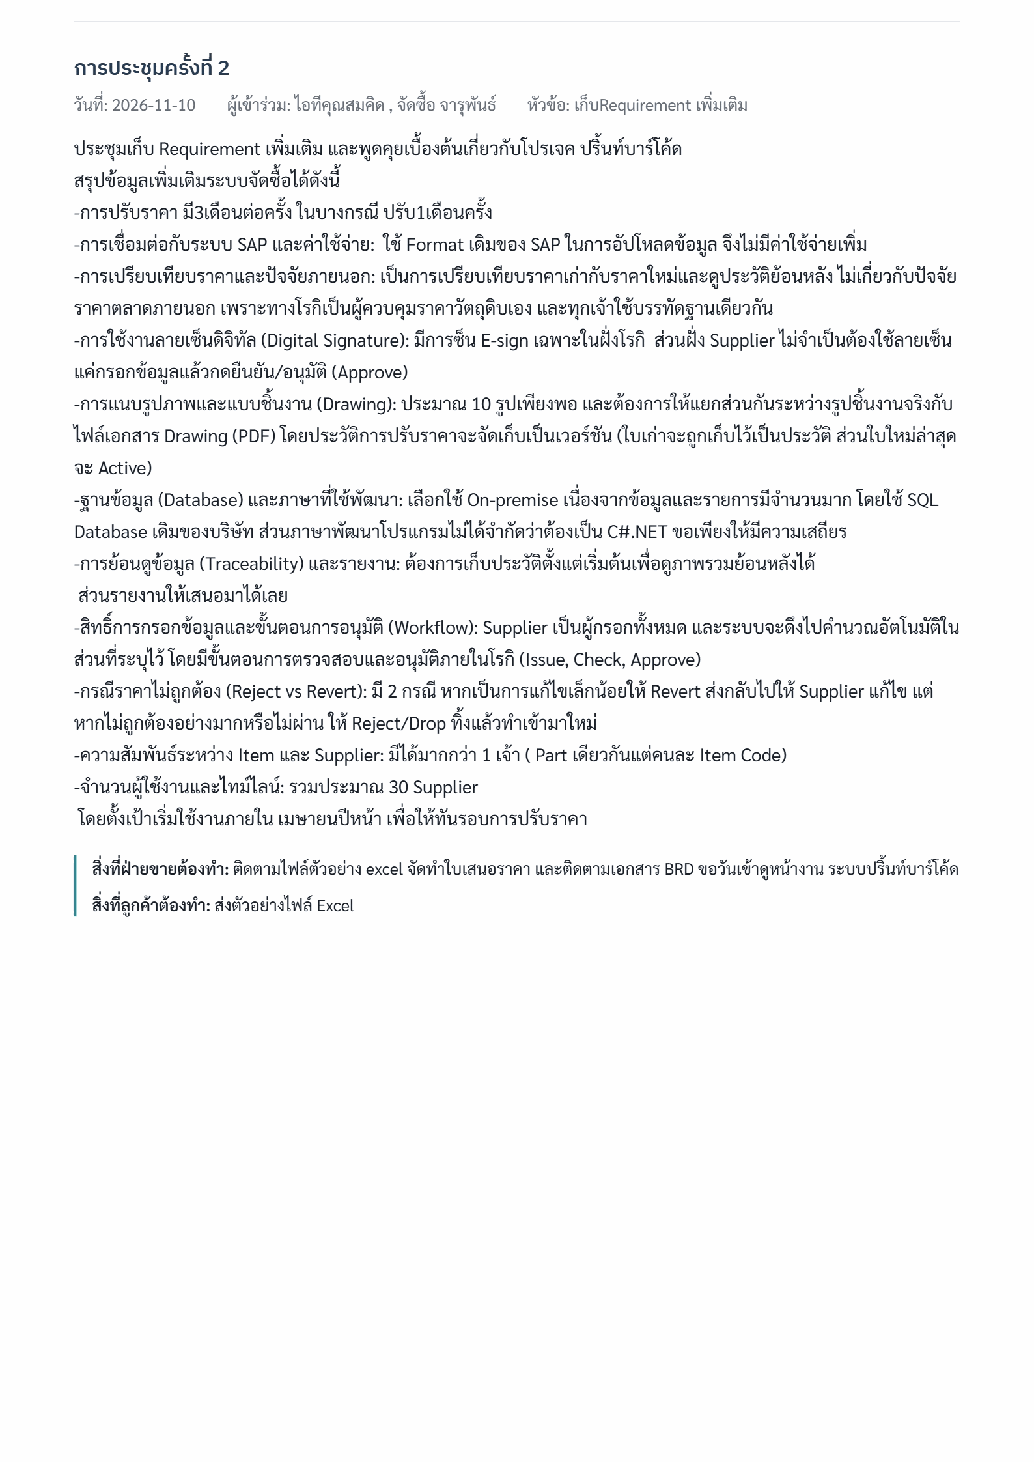 การประชุมครั้งที่ 2
วันที่: 2026-11-10 ผู้เข้าร่วม: ไอทีคุณสมคิด , จัดซื้อ จารุพันธ์ หัวข้อ: เก็บRequirement เพิ่มเติม
ประชุมเก็บ Requirement เพิ่มเติม และพูดคุยเบื้องต้นเกี่ยวกับโปรเจค ปริ้นท์บาร์โค้ด
สรุปข้อมูลเพิ่มเติมระบบจัดซื้อได้ดังนี้
-การปรับราคา มี3เดือนต่อครั้ง ในบางกรณี ปรับ1เดือนครั้ง
-การเชื่อมต่อกับระบบ SAP และค่าใช้จ่าย: ใช้ Format เดิมของ SAP ในการอัปโหลดข้อมูล จึงไม่มีค่าใช้จ่ายเพิ่ม
-การเปรียบเทียบราคาและปัจจัยภายนอก: เป็นการเปรียบเทียบราคาเก่ากับราคาใหม่และดูประวัติย้อนหลัง ไม่เกี่ยวกับปัจจัย
ราคาตลาดภายนอก เพราะทางโรกิเป็นผู้ควบคุมราคาวัตถุดิบเอง และทุกเจ้าใช้บรรทัดฐานเดียวกัน
-การใช้งานลายเซ็นดิจิทัล (Digital Signature): มีการซ็น E-sign เฉพาะในฝั่งโรกิ ส่วนฝั่ง Supplier ไม่จำเป็นต้องใช้ลายเซ็น
แค่กรอกข้อมูลแล้วกดยืนยัน/อนุมัติ (Approve)
-การแนบรูปภาพและแบบชิ้นงาน (Drawing): ประมาณ 10 รูปเพียงพอ และต้องการให้แยกส่วนกันระหว่างรูปชิ้นงานจริงกับ
ไฟล์เอกสาร Drawing (PDF) โดยประวัติการปรับราคาจะจัดเก็บเป็นเวอร์ชัน (ใบเก่าจะถูกเก็บไว้เป็นประวัติ ส่วนใบใหม่ล่าสุด
จะ Active)
-ฐานข้อมูล (Database) และภาษาที่ใช้พัฒนา: เลือกใช้ On-premise เนื่องจากข้อมูลและรายการมีจำนวนมาก โดยใช้ SQL
Database เดิมของบริษัท ส่วนภาษาพัฒนาโปรแกรมไม่ได้จำกัดว่าต้องเป็น C#.NET ขอเพียงให้มีความเสถียร
-การย้อนดูข้อมูล (Traceability) และรายงาน: ต้องการเก็บประวัติตั้งแต่เริ่มต้นเพื่อดูภาพรวมย้อนหลังได้
ส่วนรายงานให้เสนอมาได้เลย
-สิทธิ์การกรอกข้อมูลและขั้นตอนการอนุมัติ (Workflow): Supplier เป็นผู้กรอกทั้งหมด และระบบจะดึงไปคำนวณอัตโนมัติใน
ส่วนที่ระบุไว้ โดยมีขั้นตอนการตรวจสอบและอนุมัติภายในโรกิ (Issue, Check, Approve)
-กรณีราคาไม่ถูกต้อง (Reject vs Revert): มี 2 กรณี หากเป็นการแก้ไขเล็กน้อยให้ Revert ส่งกลับไปให้ Supplier แก้ไข แต่
หากไม่ถูกต้องอย่างมากหรือไม่ผ่าน ให้ Reject/Drop ทิ้งแล้วทำเข้ามาใหม่
-ความสัมพันธ์ระหว่าง Item และ Supplier: มีได้มากกว่า 1 เจ้า ( Part เดียวกันแต่คนละ Item Code)
-จำนวนผู้ใช้งานและไทม์ไลน์: รวมประมาณ 30 Supplier
โดยตั้งเป้าเริ่มใช้งานภายใน เมษายนปีหน้า เพื่อให้ทันรอบการปรับราคา
สิ่งที่ฝ่ายขายต้องทำ: ติดตามไฟล์ตัวอย่าง excel จัดทำใบเสนอราคา และติดตามเอกสาร BRD ขอวันเข้าดูหน้างาน ระบบปริ้นท์บาร์โค้ด
สิ่งที่ลูกค้าต้องทำ: ส่งตัวอย่างไฟล์ Excel